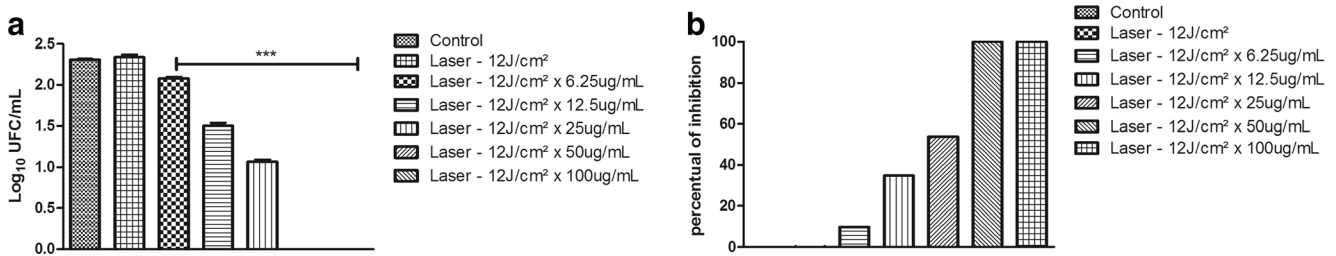 a
Log10 UFC/mL
2.5
2.0
1.5
1.0
0.5
0.0
***
Control
Laser - 12J/cm²
Laser - 12J/cm² x 6.25ug/mL
Laser - 12J/cm² x 12.5ug/mL
Laser - 12J/cm² x 25ug/mL
Laser - 12J/cm² x 50ug/mL
Laser - 12J/cm² x 100ug/mL
b
percentual of inhibition
100
80
60
40
20
0
Control
Laser - 12J/cm²
Laser - 12J/cm² x 6.25ug/mL
Laser - 12J/cm² x 12.5ug/mL
Laser - 12J/cm² x 25ug/mL
Laser - 12J/cm² x 50ug/mL
Laser - 12J/cm² x 100ug/mL